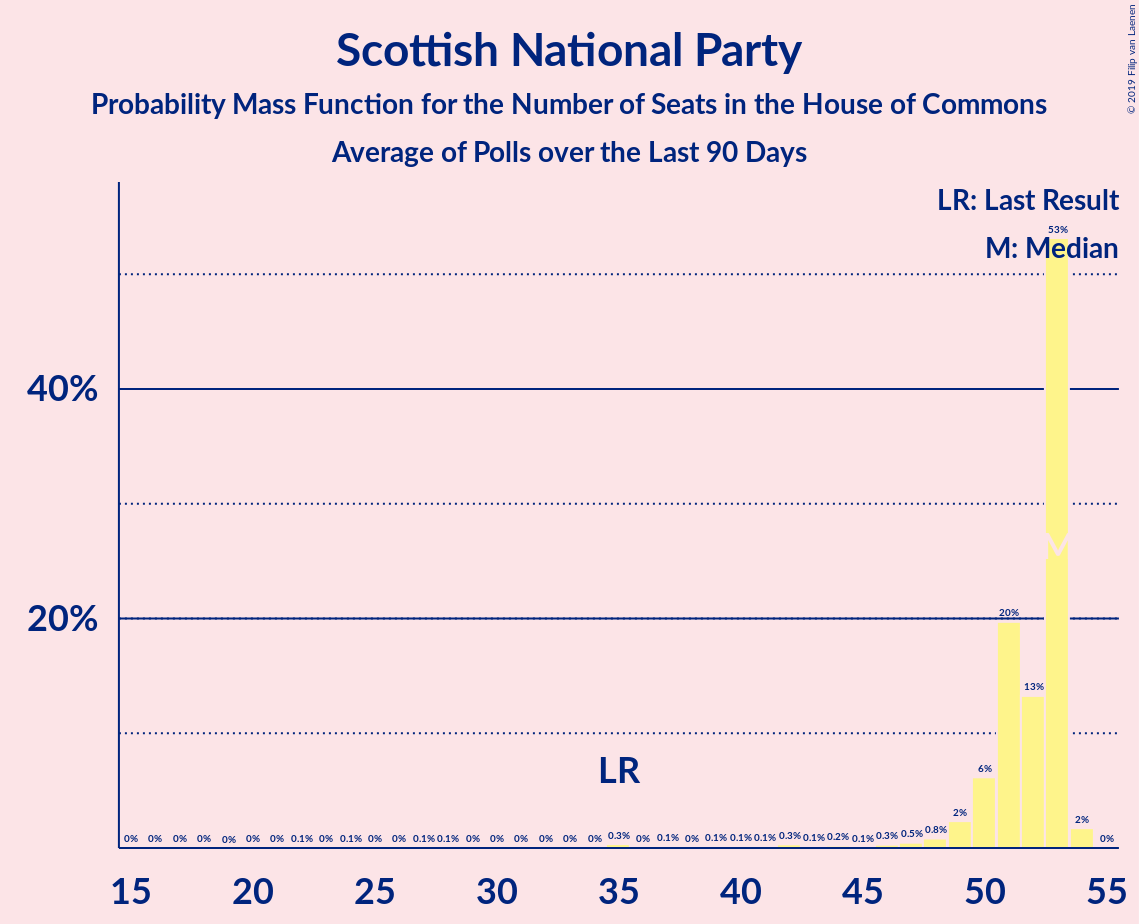 Scottish National Party
Probability Mass Function for the Number of Seats in the House of Commons
Average of Polls over the Last 90 Days
© 2019 Filip van Laenen
LR: Last Result
M: Median
53%
40%
20%
20%
13%
LR
6%
2%
2%
0% 0% 0% 0% 0% 0% 0% 0.1% 0% 0.1% 0% 0% 0.1% 0.1% 0% 0% 0% 0% 0% 0% 0.3% 0% 0.1% 0% 0.1% 0.1% 0.1% 0.3% 0.1% 0.2% 0.1% 0.3% 0.5% 0.8% 0%
15 20 25 30 35 40 45 50 55